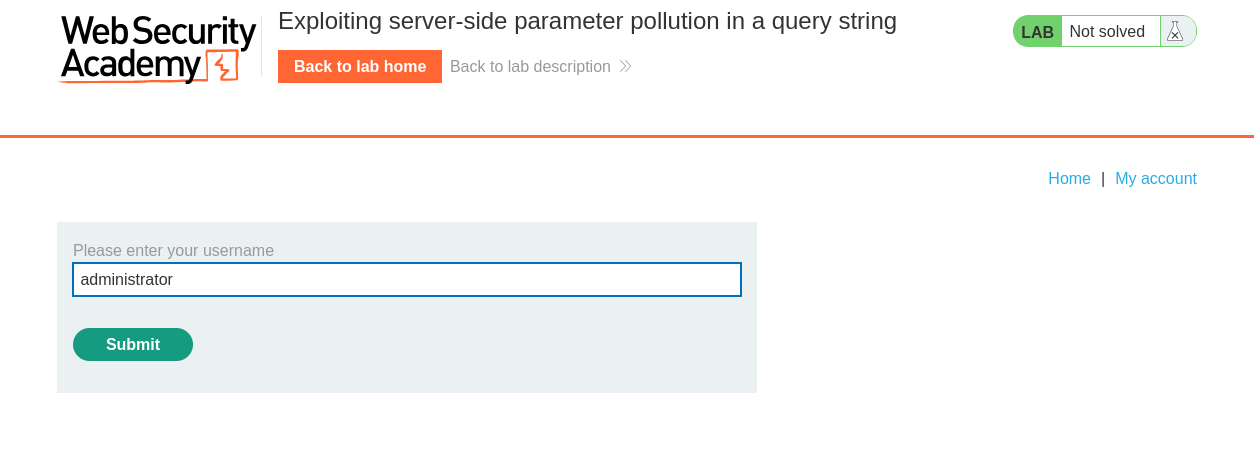 Web Security
Academy
Exploiting server-side parameter pollution in a query string
Back to lab home
Back to lab description
LAB
Not solved
Home | My account
Please enter your username
administrator
Submit